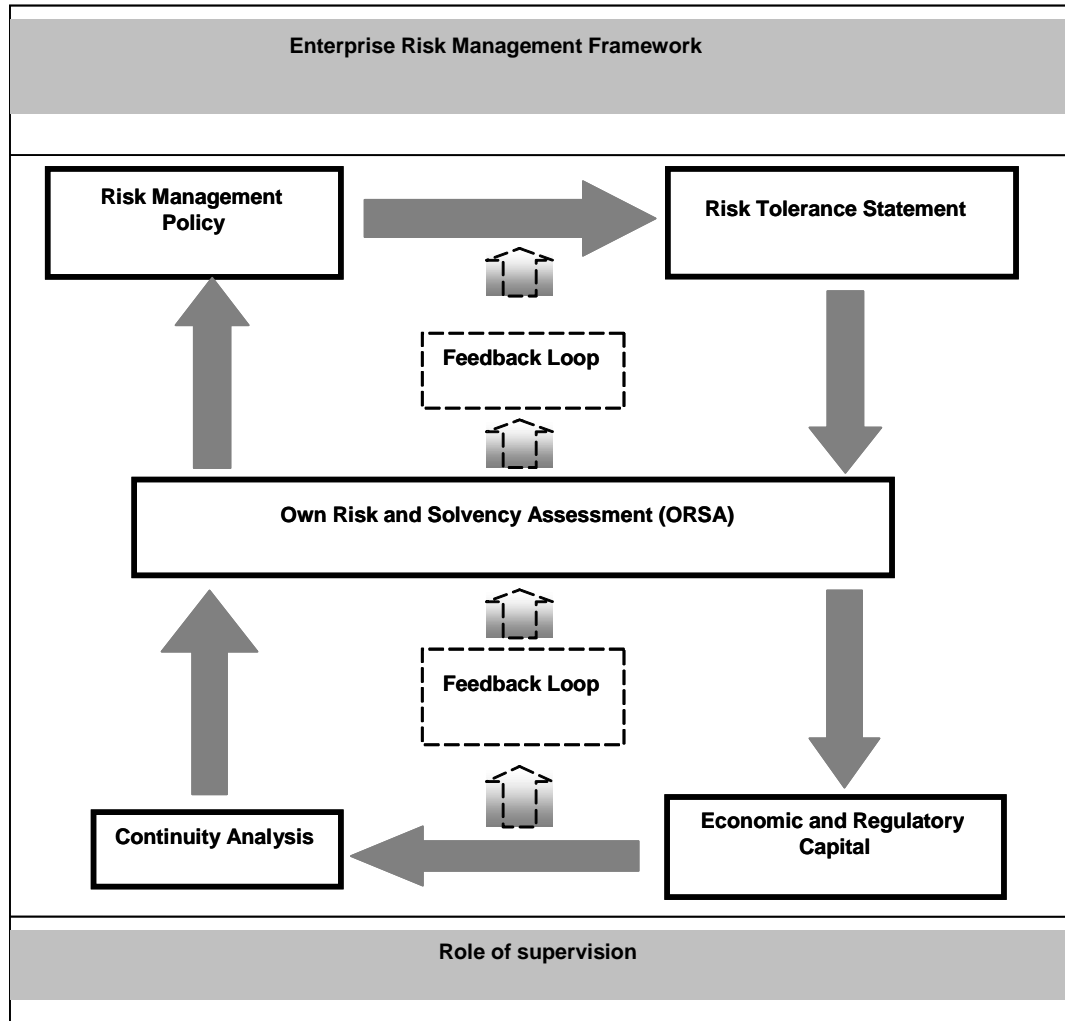 Enterprise Risk Management Framework
Risk Management
Policy
Risk Tolerance Statement
Feedback Loop
Own Risk and Solvency Assessment (ORSA)
Feedback Loop
Continuity Analysis
Economic and Regulatory
Capital
Role of supervision